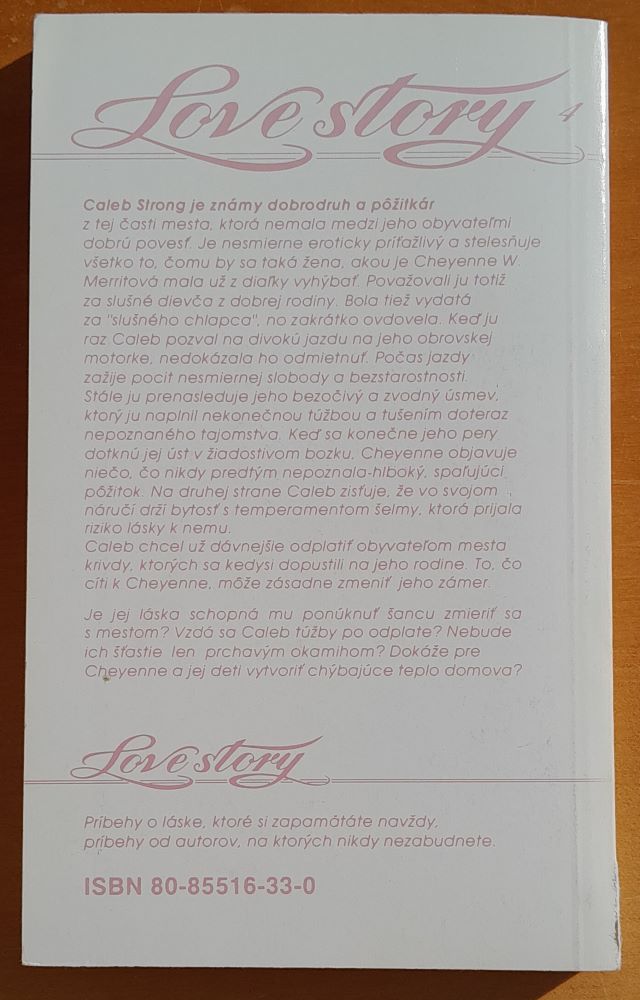 Love story 4
Caleb Strong je známy dobrodruh a pôžitkár
z tej časti mesta, ktorá nemala medzi jeho obyvateľmi
dobrú povesť. Je nesmierne eroticky príťažlivý a stelesňuje
všetko to, čomu by sa taká žena, akou je Cheyenne W.
Merritová mala už z diaľky vyhýbať. Považovali ju totiž
za slušné dievča z dobrej rodiny. Bola tiež vydatá
za "slušného chlapca", no zakrátko ovdovela. Keď ju
raz Caleb pozval na divokú jazdu na jeho obrovskej
motorke, nedokázala ho odmietnuť. Počas jazdy
zažije pocit nesmiernej slobody a bezstarostnosti.
Stále ju prenasleduje jeho bezočivý a zvodný úsmev,
ktorý ju naplnil nekonečnou túžbou a tušením doteraz
nepoznaného tajomstva. Keď sa konečne jeho pery
dotknú jej úst v žiadostivom bozku, Cheyenne objavuje
niečo, čo nikdy predtým nepoznala-hlboký, spaľujúci
pôžitok. Na druhej strane Caleb zisťuje, že vo svojom
náručí drží bytosť s temperamentom šelmy, ktorá prijala
riziko lásky k nemu.
Caleb chcel už dávnejšie odplatiť obyvateľom mesta
krivdy, ktorých sa kedysi dopustili na jeho rodine. To, čo
cíti k Cheyenne, môže zásadne zmeniť jeho zámer.
Je jej láska schopná mu ponúknuť šancu zmieriť sa
s mestom? Vzdá sa Caleb túžby po odplate? Nebude
ich šťastie len prchavým okamihom? Dokáže pre
Cheyenne a jej deti vytvoriť chýbajúce teplo domova?
Love story
Príbehy o láske, ktoré si zapamätáte navždy,
príbehy od autorov, na ktorých nikdy nezabudnete.
ISBN 80-85516-33-0